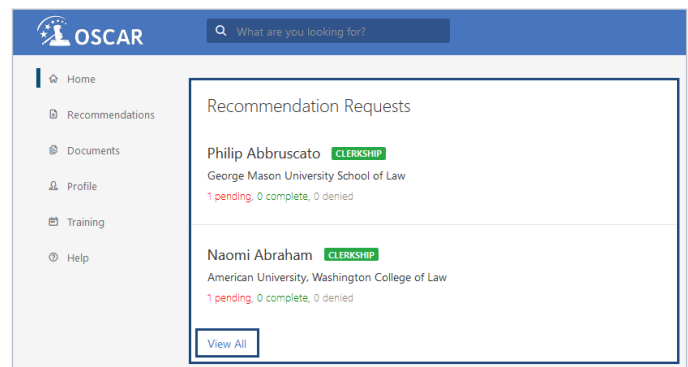 OSCAR
What are you looking for?
Home
Recommendations
Documents
Profile
Training
Help
Recommendation Requests
Philip Abbruscato CLERKSHIP
George Mason University School of Law
1 pending, 0 complete, 0 denied
Naomi Abraham CLERKSHIP
American University, Washington College of Law
1 pending, 0 complete, 0 denied
View All